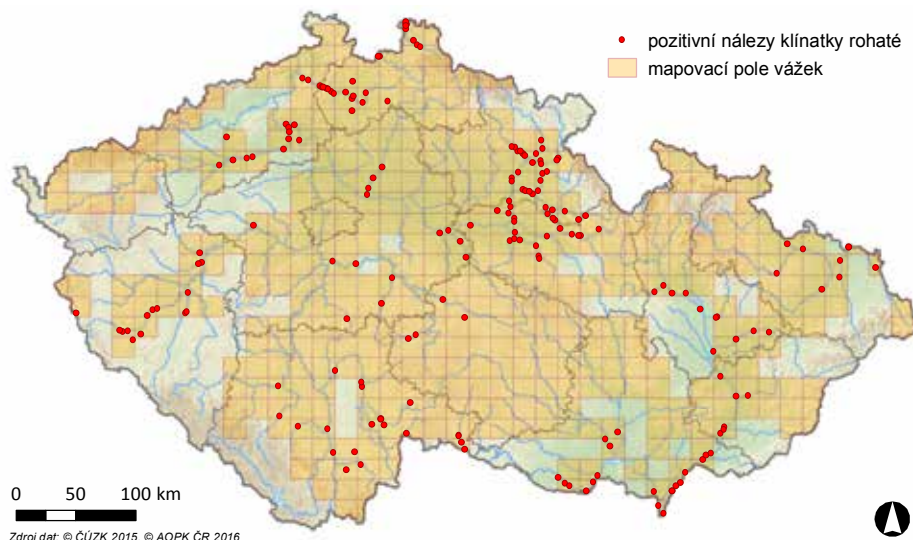 pozitivní nálezy klínatky rohaté
mapovací pole vážek
0 50 100 km
Zdroj dat: © ČÚZK 2015, © AOPK ČR 2016